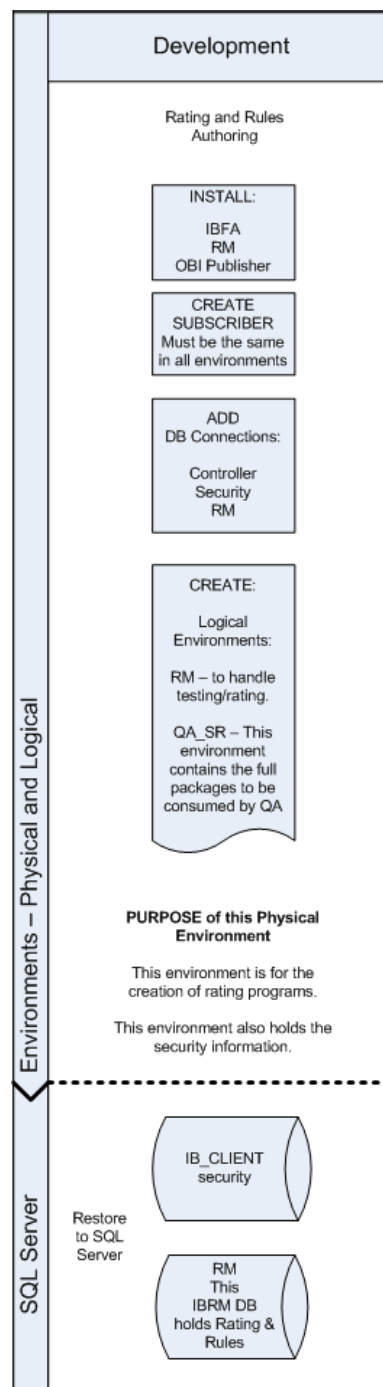 Development
Rating and Rules
Authoring
INSTALL:
IBFA
RM
OBI Publisher
CREATE
SUBSCRIBER
Must be the same
in all environments
ADD
DB Connections:
Controller
Security
RM
CREATE:
Logical
Environments:
RM – to handle
testing/rating.
QA_SR – This
environment
contains the full
packages to be
consumed by QA
PURPOSE of this Physical
Environment
This environment is for the
creation of rating programs.
This environment also holds the
security information.
Environments – Physical and Logical
IB_CLIENT
security
Restore
to SQL
Server
RM
This
IBRM DB
holds Rating &
Rules
SQL Server